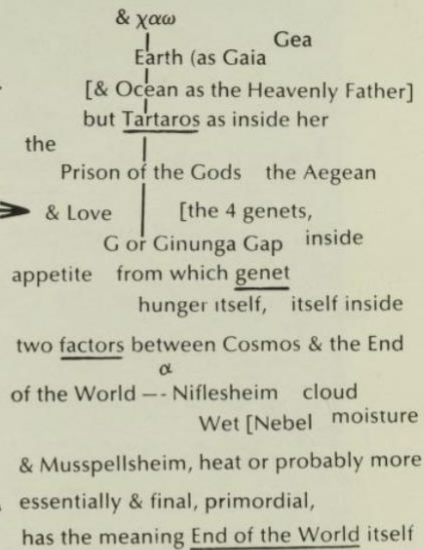 & χαω
Gea
Earth (as Gaia
[& Ocean as the Heavenly Father]
but Tartaros as inside her
the
Prison of the Gods the Aegean
& Love [the 4 genets,
G or Ginunga Gap inside
appetite from which genet
hunger itself, itself inside
two factors between Cosmos & the End
α
of the World –- Niflesheim cloud
Wet [Nebel moisture
& Musspellsheim, heat or probably more
essentially & final, primordial,
has the meaning End of the World itself